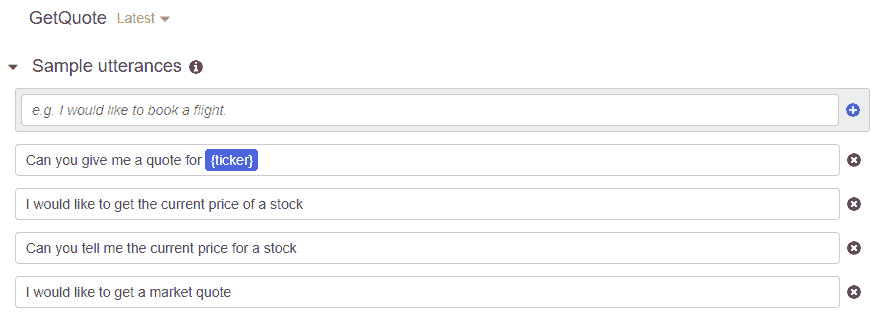 GetQuote Latest
Sample utterances
e.g. I would like to book a flight.
Can you give me a quote for {ticker}
I would like to get the current price of a stock
Can you tell me the current price for a stock
I would like to get a market quote